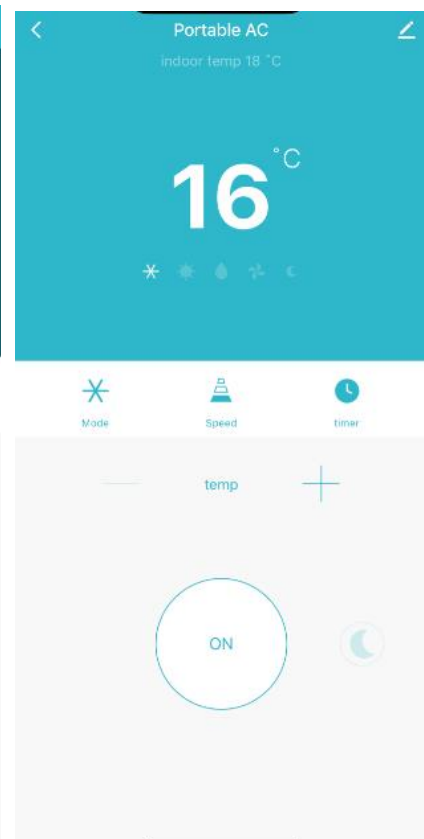 Portable AC
indoor temp 18 °C
16 °C
Mode
Speed
timer
temp
ON